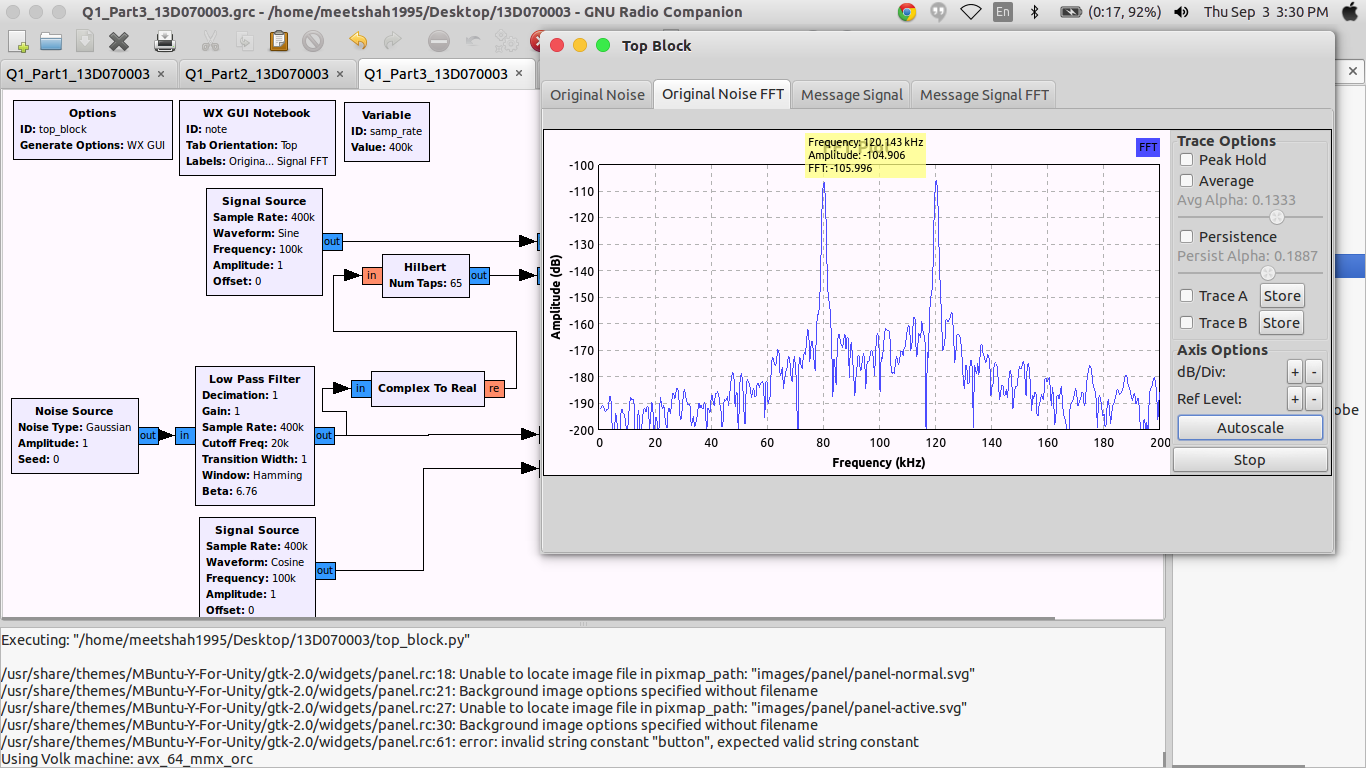 Q1_Part3_13D070003.grc - /home/meetshah1995/Desktop/13D070003 - GNU Radio Companion
En
(0:17, 92%)
Thu Sep 3 3:30 PM
Q1_Part1_13D070003 ×
Q1_Part2_13D070003 ×
Q1_Part3_13D070003 ×
Options
ID: top_block
Generate Options: WX GUI
WX GUI Notebook
ID: note
Tab Orientation: Top
Labels: Origina... Signal FFT
Variable
ID: samp_rate
Value: 400k
Signal Source
Sample Rate: 400k
Waveform: Sine
Frequency: 100k
Amplitude: 1
Offset: 0
out
in
Hilbert
Num Taps: 65
out
in
Complex To Real
re
Noise Source
Noise Type: Gaussian
Amplitude: 1
Seed: 0
out
in
Low Pass Filter
Decimation: 1
Gain: 1
Sample Rate: 400k
Cutoff Freq: 20k
Transition Width: 1
Window: Hamming
Beta: 6.76
out
Signal Source
Sample Rate: 400k
Waveform: Cosine
Frequency: 100k
Amplitude: 1
Offset: 0
out
Top Block
Original Noise
Original Noise FFT
Message Signal
Message Signal FFT
Frequency: 120.143 kHz
Amplitude: -104.906
FFT: -105.996
FFT
Amplitude (dB)
-100
-110
-120
-130
-140
-150
-160
-170
-180
-190
-200
0 20 40 60 80 100 120 140 160 180 200
Frequency (kHz)
Trace Options
Peak Hold
Average
Avg Alpha: 0.1333
Persistence
Persist Alpha: 0.1887
Trace A Store
Trace B Store
Axis Options
dB/Div: + -
Ref Level: + -
Autoscale
Stop
obe
Executing: "/home/meetshah1995/Desktop/13D070003/top_block.py"
/usr/share/themes/MBuntu-Y-For-Unity/gtk-2.0/widgets/panel.rc:18: Unable to locate image file in pixmap_path: "images/panel/panel-normal.svg"
/usr/share/themes/MBuntu-Y-For-Unity/gtk-2.0/widgets/panel.rc:21: Background image options specified without filename
/usr/share/themes/MBuntu-Y-For-Unity/gtk-2.0/widgets/panel.rc:27: Unable to locate image file in pixmap_path: "images/panel/panel-active.svg"
/usr/share/themes/MBuntu-Y-For-Unity/gtk-2.0/widgets/panel.rc:30: Background image options specified without filename
/usr/share/themes/MBuntu-Y-For-Unity/gtk-2.0/widgets/panel.rc:61: error: invalid string constant "button", expected valid string constant
Using Volk machine: avx_64_mmx_orc